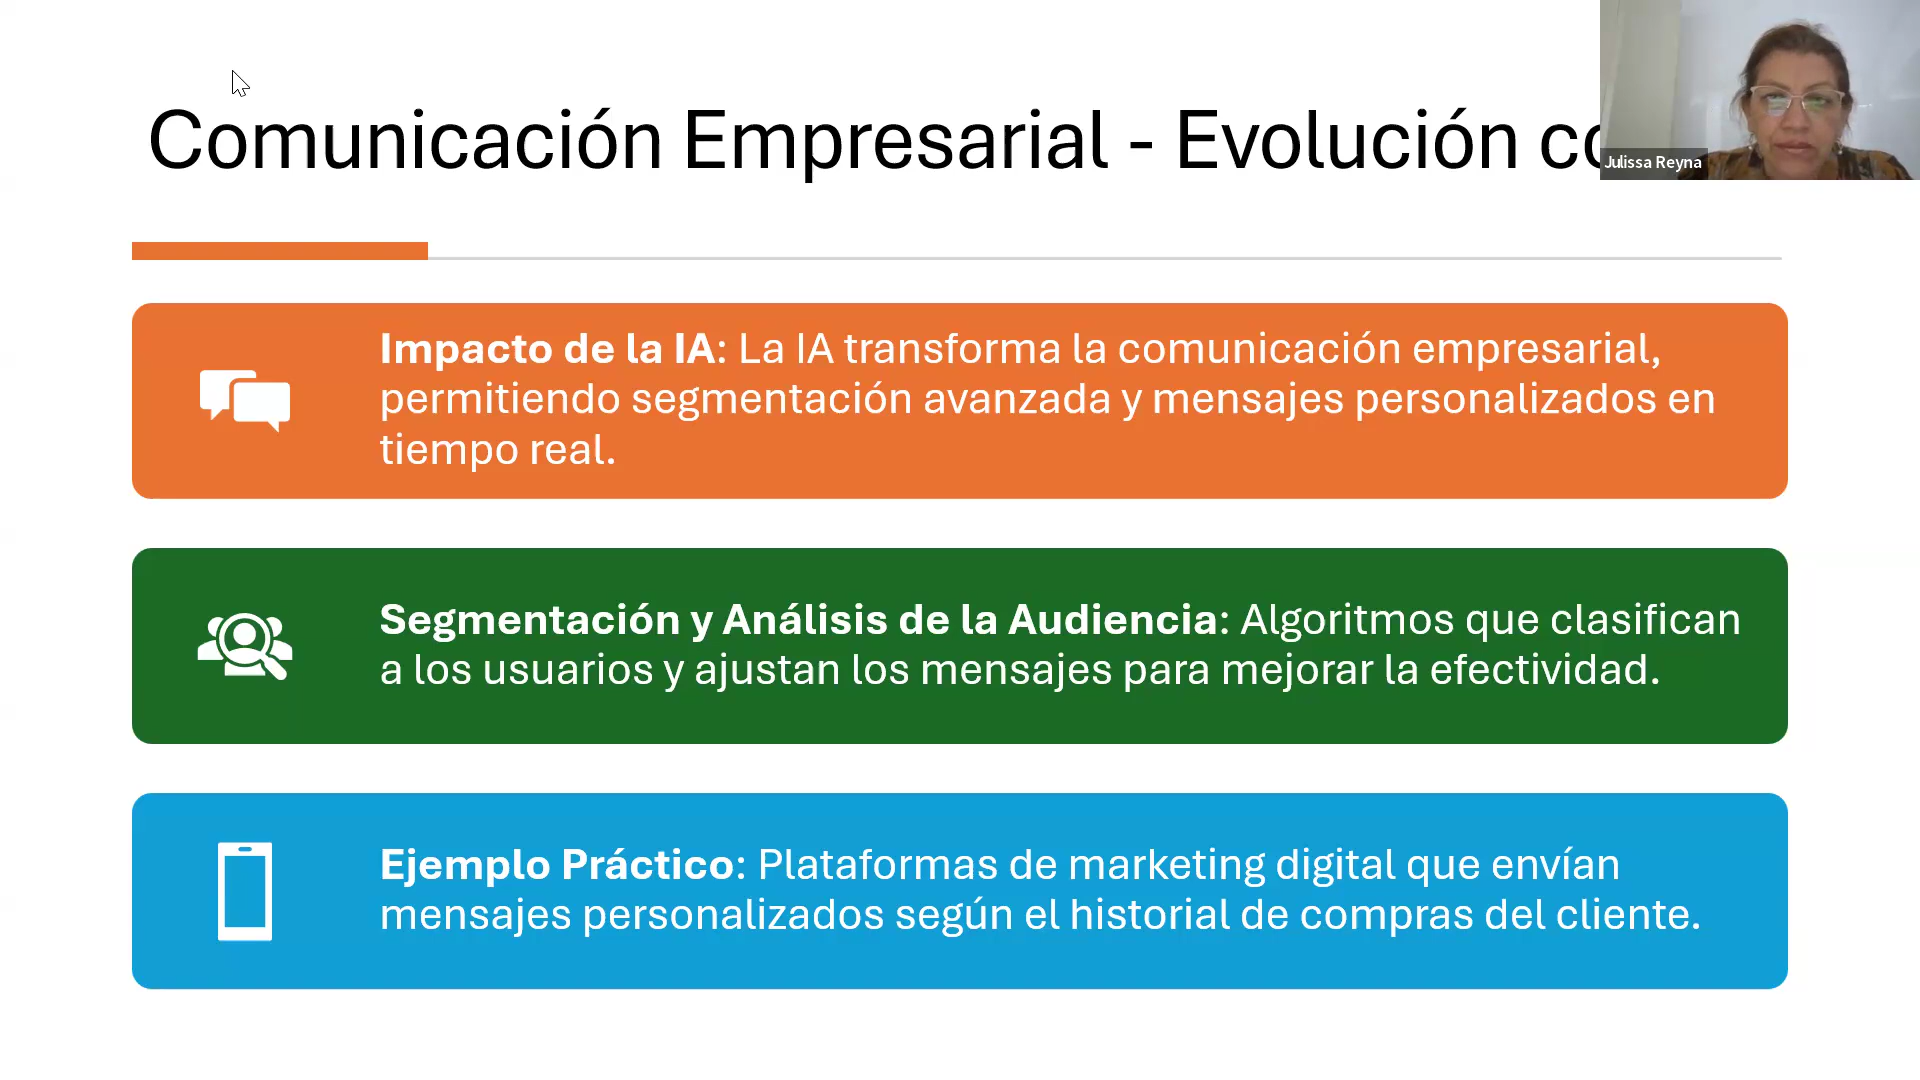 Comunicación Empresarial - Evolución
Julissa Reyna
Impacto de la IA: La IA transforma la comunicación empresarial,
permitiendo segmentación avanzada y mensajes personalizados en
tiempo real.
Segmentación y Análisis de la Audiencia: Algoritmos que clasifican
a los usuarios y ajustan los mensajes para mejorar la efectividad.
Ejemplo Práctico: Plataformas de marketing digital que envían
mensajes personalizados según el historial de compras del cliente.